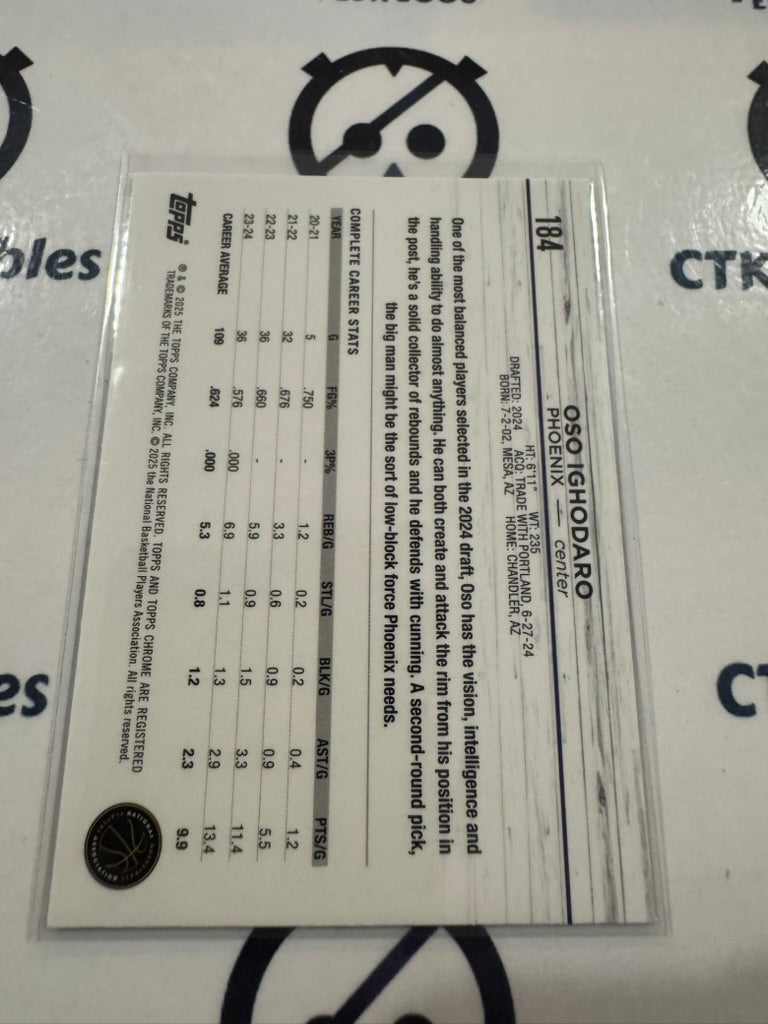 184
OSO IGHODARO
PHOENIX — center
HT: 6'11" WT: 235
DRAFTED: 2024 ACQ: TRADE WITH PORTLAND, 6-27-24
BORN: 7-2-02, MESA, AZ HOME: CHANDLER, AZ
One of the most balanced players selected in the 2024 draft, Oso has the vision, intelligence and
handling ability to do almost anything. He can both create and attack the rim from his position in
the post, he's a solid collector of rebounds and he defends with cunning. A second-round pick,
the big man might be the sort of low-block force Phoenix needs.
COMPLETE CAREER STATS
YEAR G FG% 3P% REB/G STL/G BLK/G AST/G PTS/G
20-21 5 .750 - 1.2 0.2 0.2 0.4 1.2
21-22 32 .676 - 3.3 0.6 0.9 0.9 5.5
22-23 36 .660 - 5.9 0.9 1.5 3.3 11.4
23-24 36 .576 .000 6.9 1.1 1.3 2.9 13.4
CAREER AVERAGE 109 .624 .000 5.3 0.8 1.2 2.3 9.9
topps
® & © 2025 THE TOPPS COMPANY, INC. ALL RIGHTS RESERVED. TOPPS AND TOPPS CHROME ARE REGISTERED
TRADEMARKS OF THE TOPPS COMPANY, INC. © 2025 the National Basketball Players Association. All rights reserved.
NATIONAL
ASSOCIATION
bles
CTK
es
CT